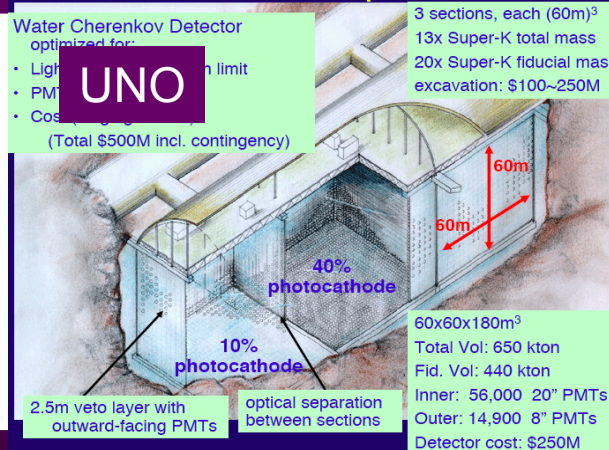 Water Cherenkov Detector
optimized for:
• Ligh limit
UNO
• PMT
• Cos
(Total $500M incl. contingency)
3 sections, each (60m)³
13x Super-K total mass
20x Super-K fiducial mas
excavation: $100~250M
60m
60m
40%
photocathode
10%
photocathode
2.5m veto layer with
outward-facing PMTs
optical separation
between sections
60x60x180m³
Total Vol: 650 kton
Fid. Vol: 440 kton
Inner: 56,000 20” PMTs
Outer: 14,900 8” PMTs
Detector cost: $250M